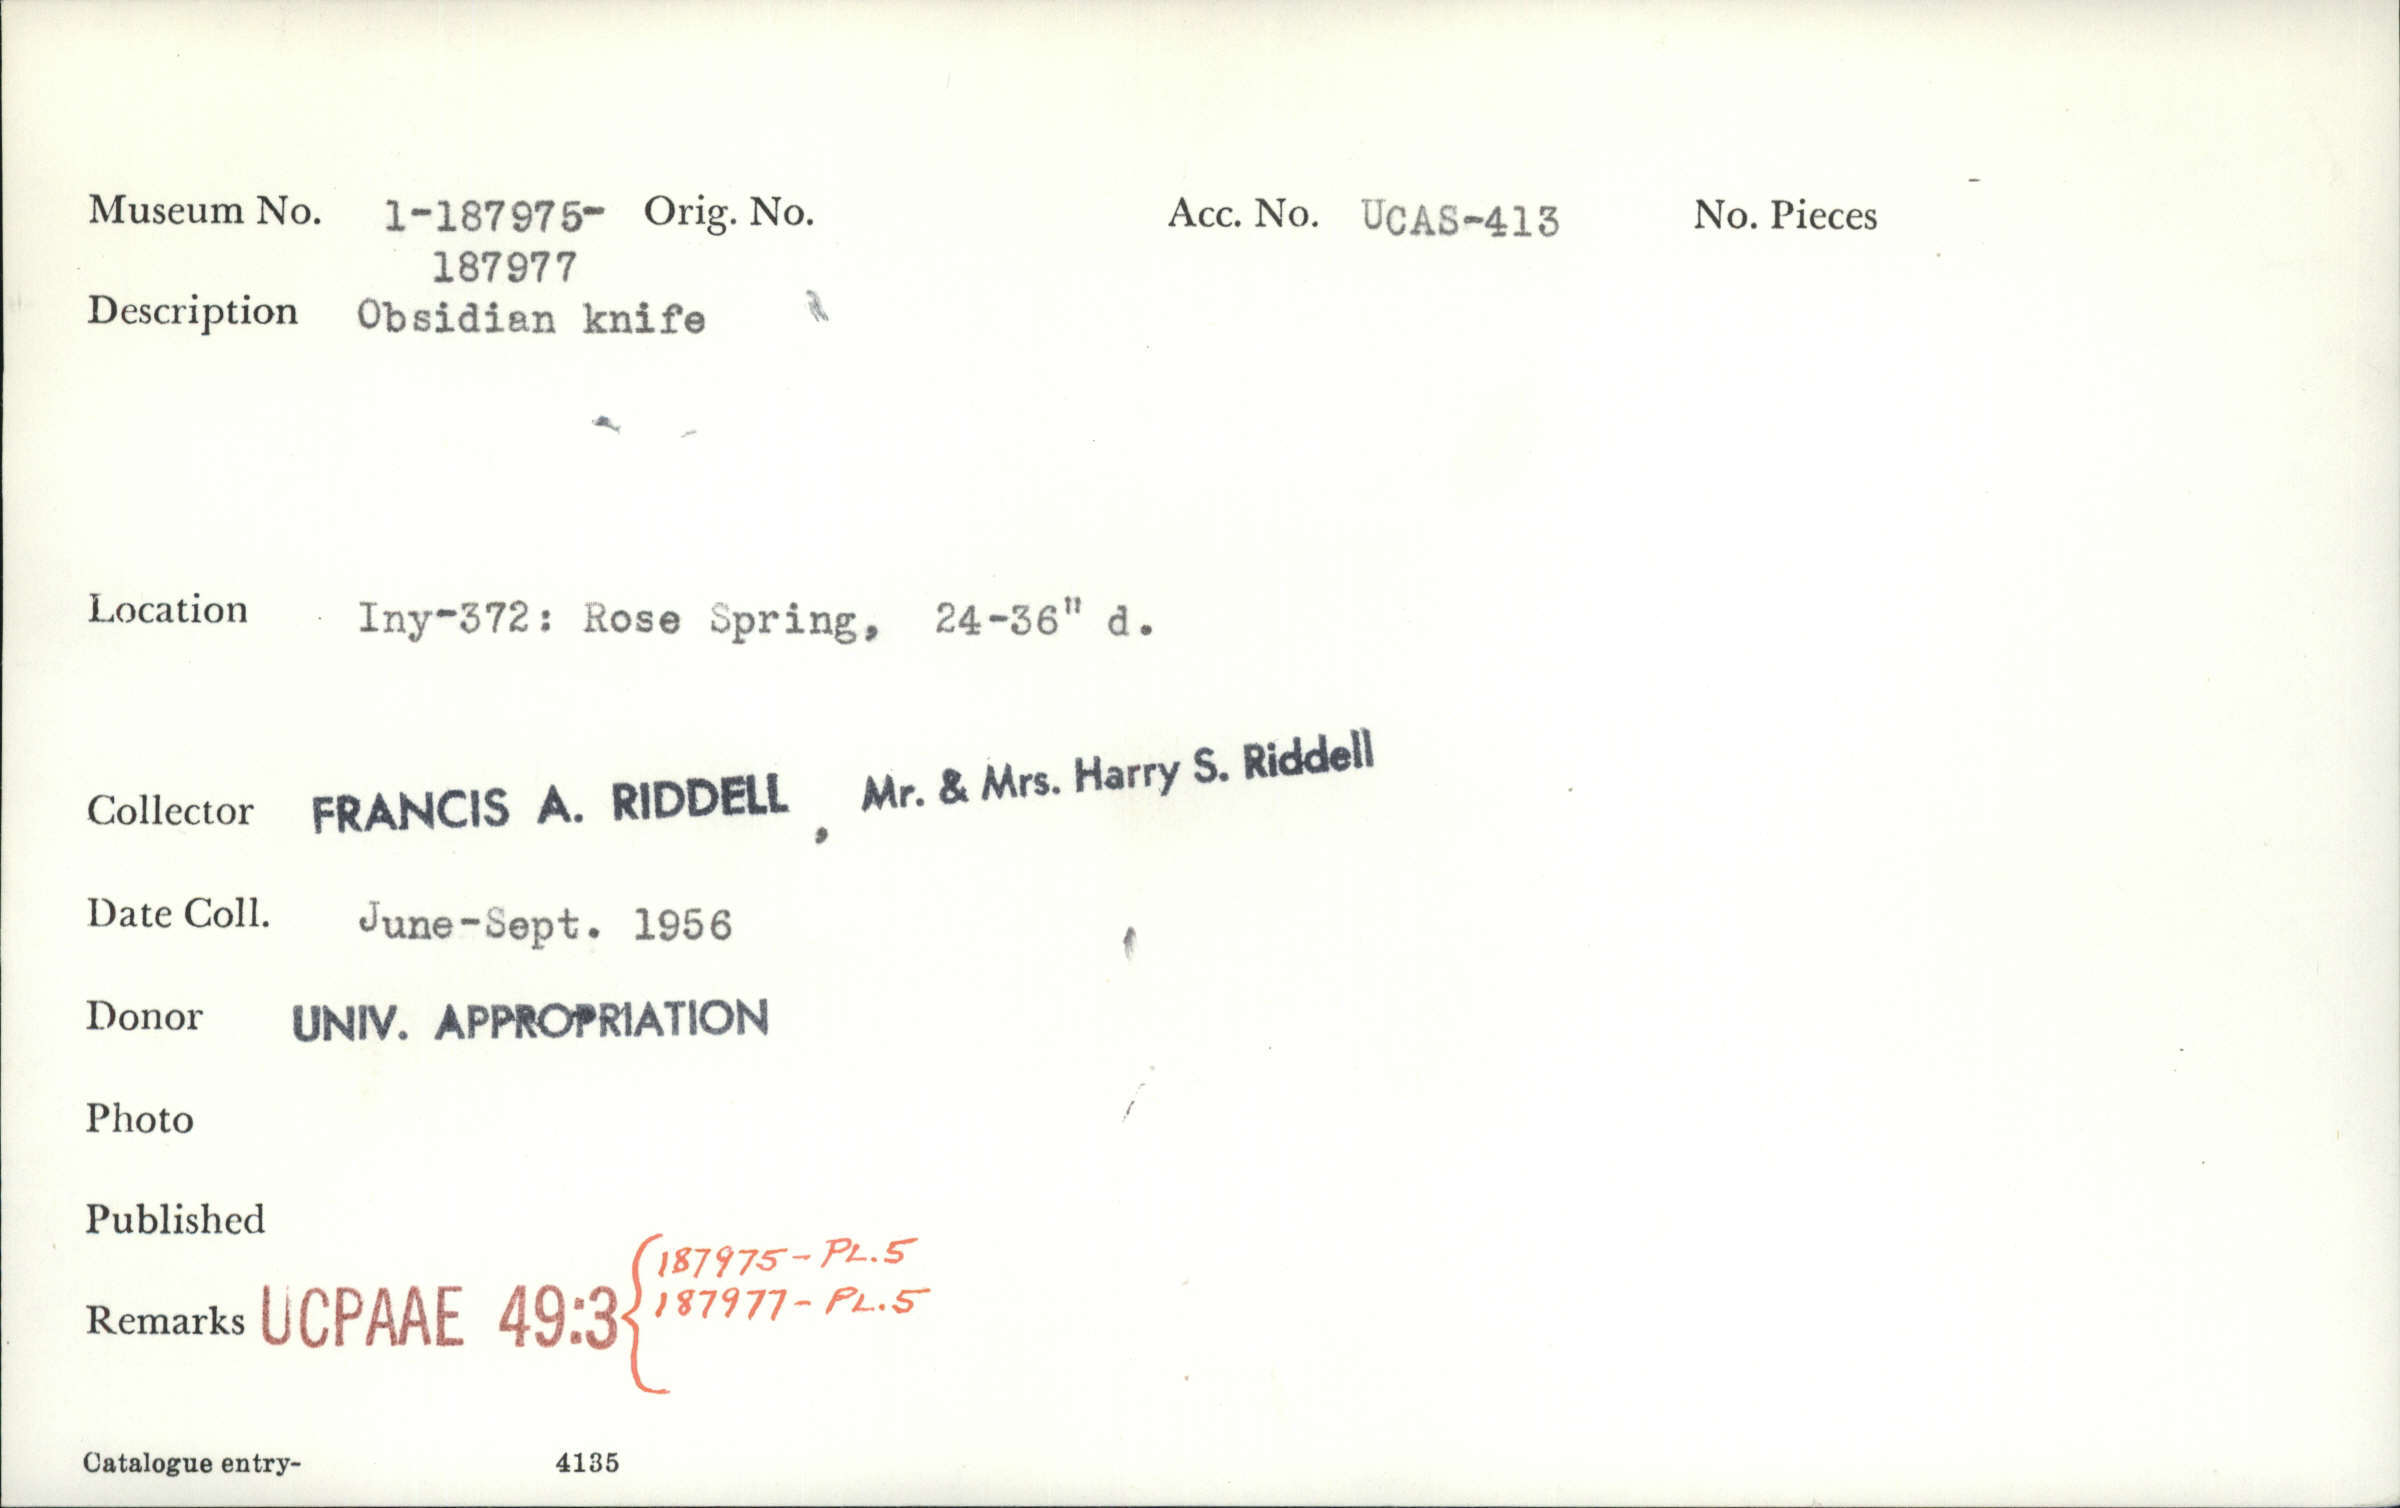 Museum No. 1-187975- Orig. No. Acc. No. UCAS-413 No. Pieces
187977
Description Obsidian knife
Location Iny-372: Rose Spring, 24-36" d.
Collector FRANCIS A. RIDDELL , Mr. & Mrs. Harry S. Riddell
Date Coll. June-Sept. 1956
Donor UNIV. APPROPRIATION
Photo
Published
187975-PL.5
Remarks UCPAAE 49:3 { 187977-PL.5
Catalogue entry- 4135